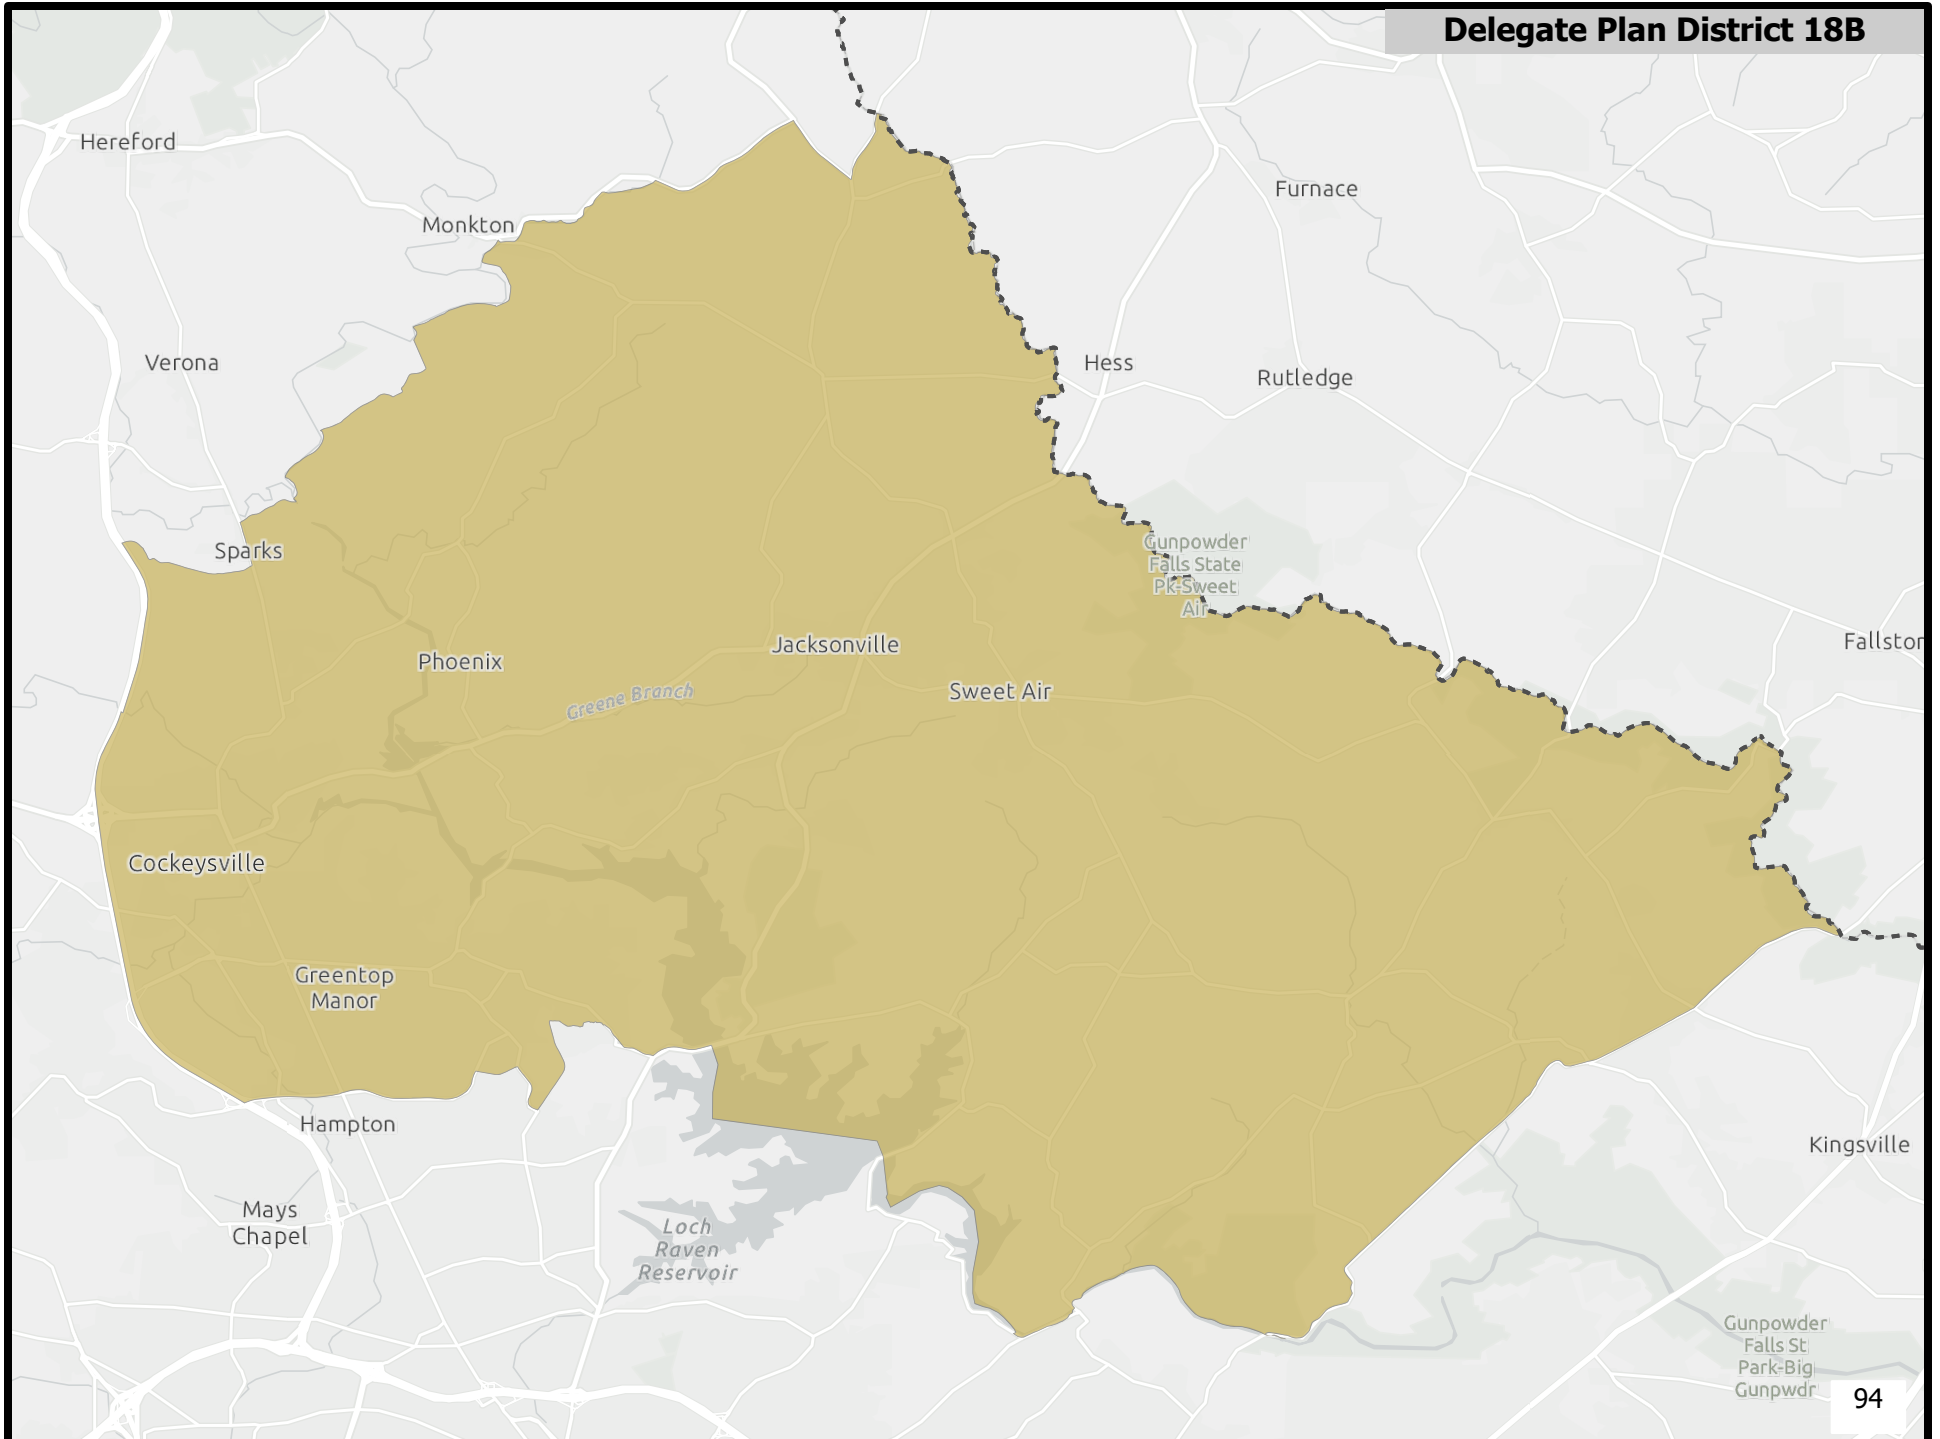 Delegate Plan District 18B
Hereford
Monkton
Furnace
Verona
Hess
Rutledge
Sparks
Gunpowder
Falls State
Pk-Sweet
Air
Phoenix
Jacksonville
Fallston
Greene Branch
Sweet Air
Cockeysville
Greentop
Manor
Hampton
Kingsville
Mays
Chapel
Loch
Raven
Reservoir
Gunpowder
Falls St
Park-Big
Gunpwdr
94